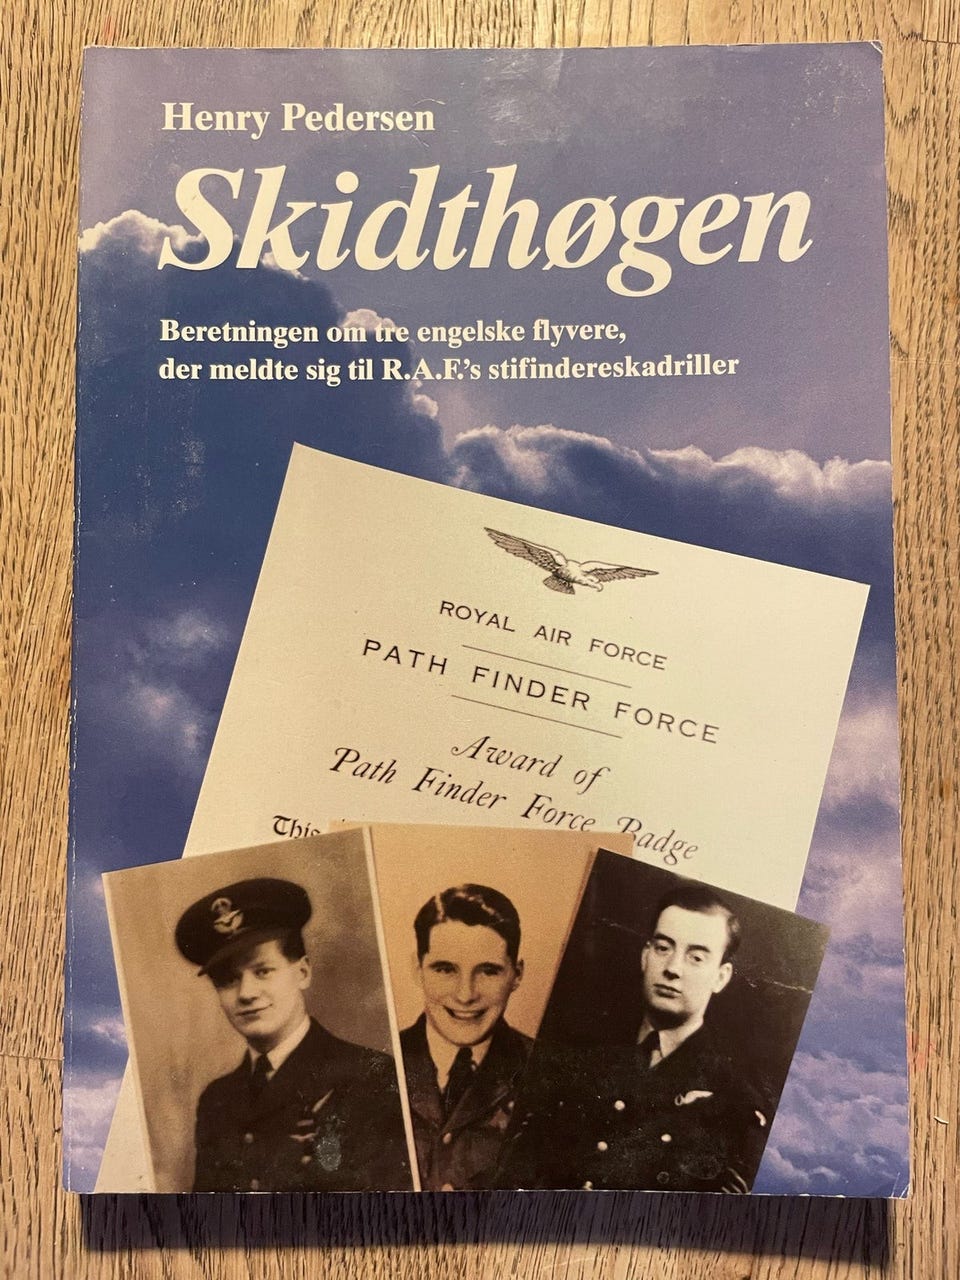 Henry Pedersen
Skidthøgen
Beretningen om tre engelske flyvere,
der meldte sig til R.A.F.'s stifindereskadriller
ROYAL AIR FORCE
PATH FINDER FORCE
Award of
Path Finder Force Badge
This